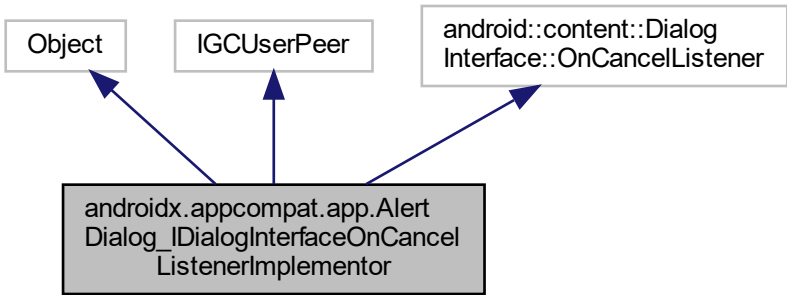 Object
IGCUserPeer
android::content::Dialog
Interface::OnCancelListener
androidx.appcompat.app.Alert
Dialog_IDialogInterfaceOnCancel
ListenerImplementor